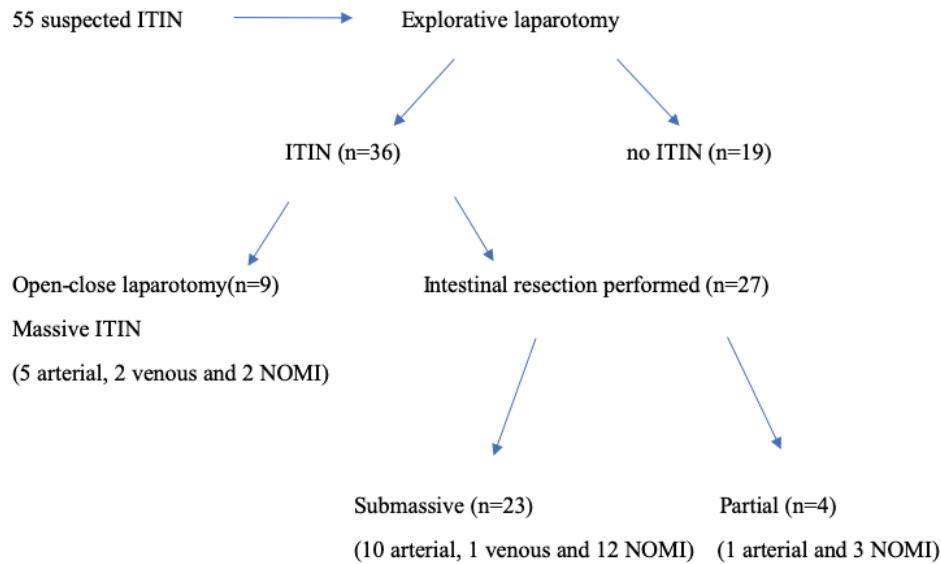 55 suspected ITIN
Explorative laparotomy
ITIN (n=36)
no ITIN (n=19)
Open-close laparotomy(n=9)
Massive ITIN
(5 arterial, 2 venous and 2 NOMI)
Intestinal resection performed (n=27)
Submassive (n=23)
(10 arterial, 1 venous and 12 NOMI)
Partial (n=4)
(1 arterial and 3 NOMI)